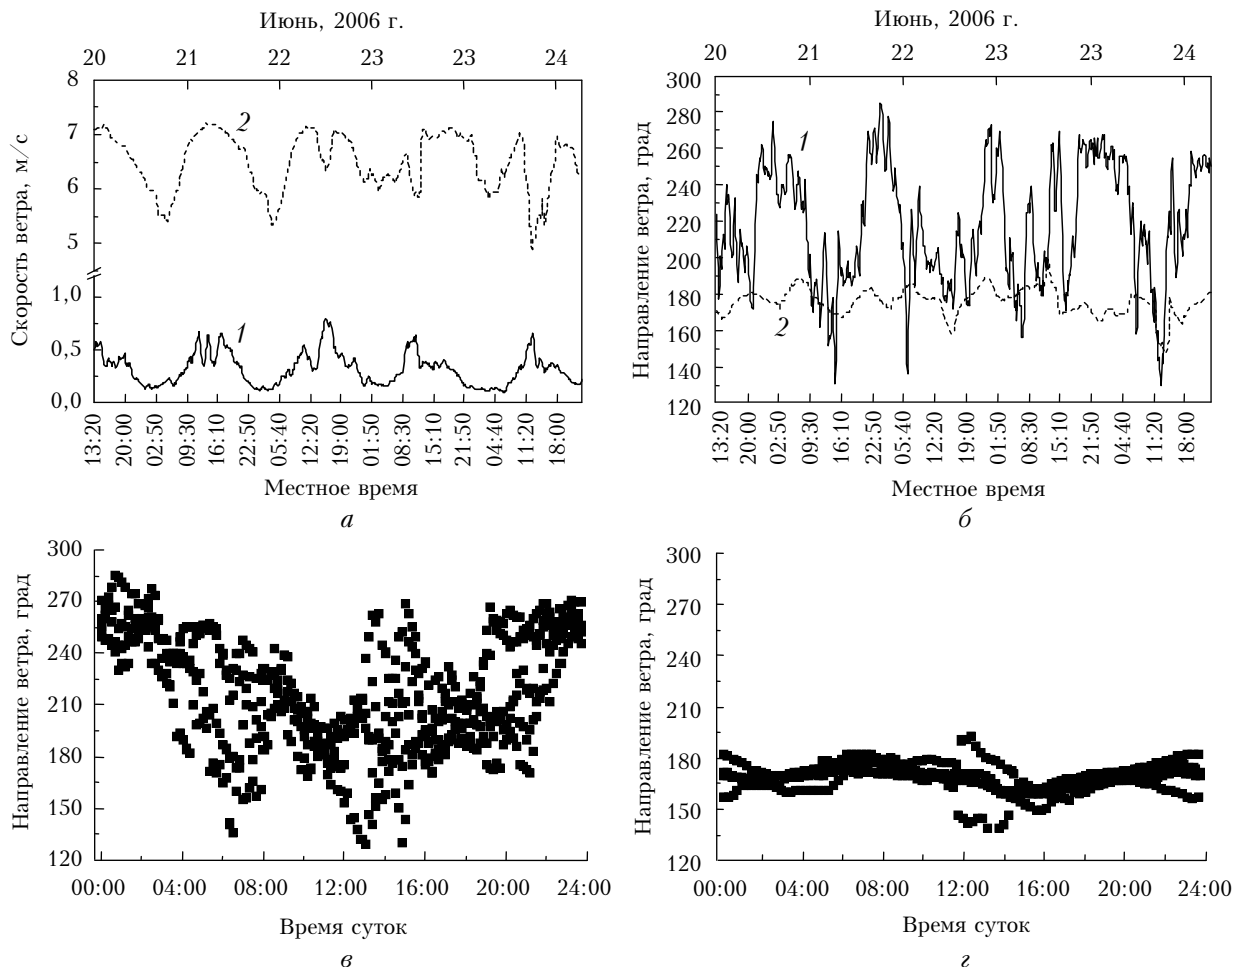 Июнь, 2006 г.
20 21 22 23 23 24
Скорость ветра, м/с
8
7
6
5
1,0
0,5
0,0
2
1
13:20 20:00 02:50 09:30 16:10 22:50 05:40 12:20 19:00 01:50 08:30 15:10 21:50 04:40 11:20 18:00
Местное время
а
Июнь, 2006 г.
20 21 22 23 23 24
Направление ветра, град
300
280
260
240
220
200
180
160
140
120
1
2
13:20 20:00 02:50 09:30 16:10 22:50 05:40 12:20 19:00 01:50 08:30 15:10 21:50 04:40 11:20 18:00
Местное время
б
Направление ветра, град
300
270
240
210
180
150
120
00:00 04:00 08:00 12:00 16:00 20:00 24:00
Время суток
в
Направление ветра, град
300
270
240
210
180
150
120
00:00 04:00 08:00 12:00 16:00 20:00 24:00
Время суток
г